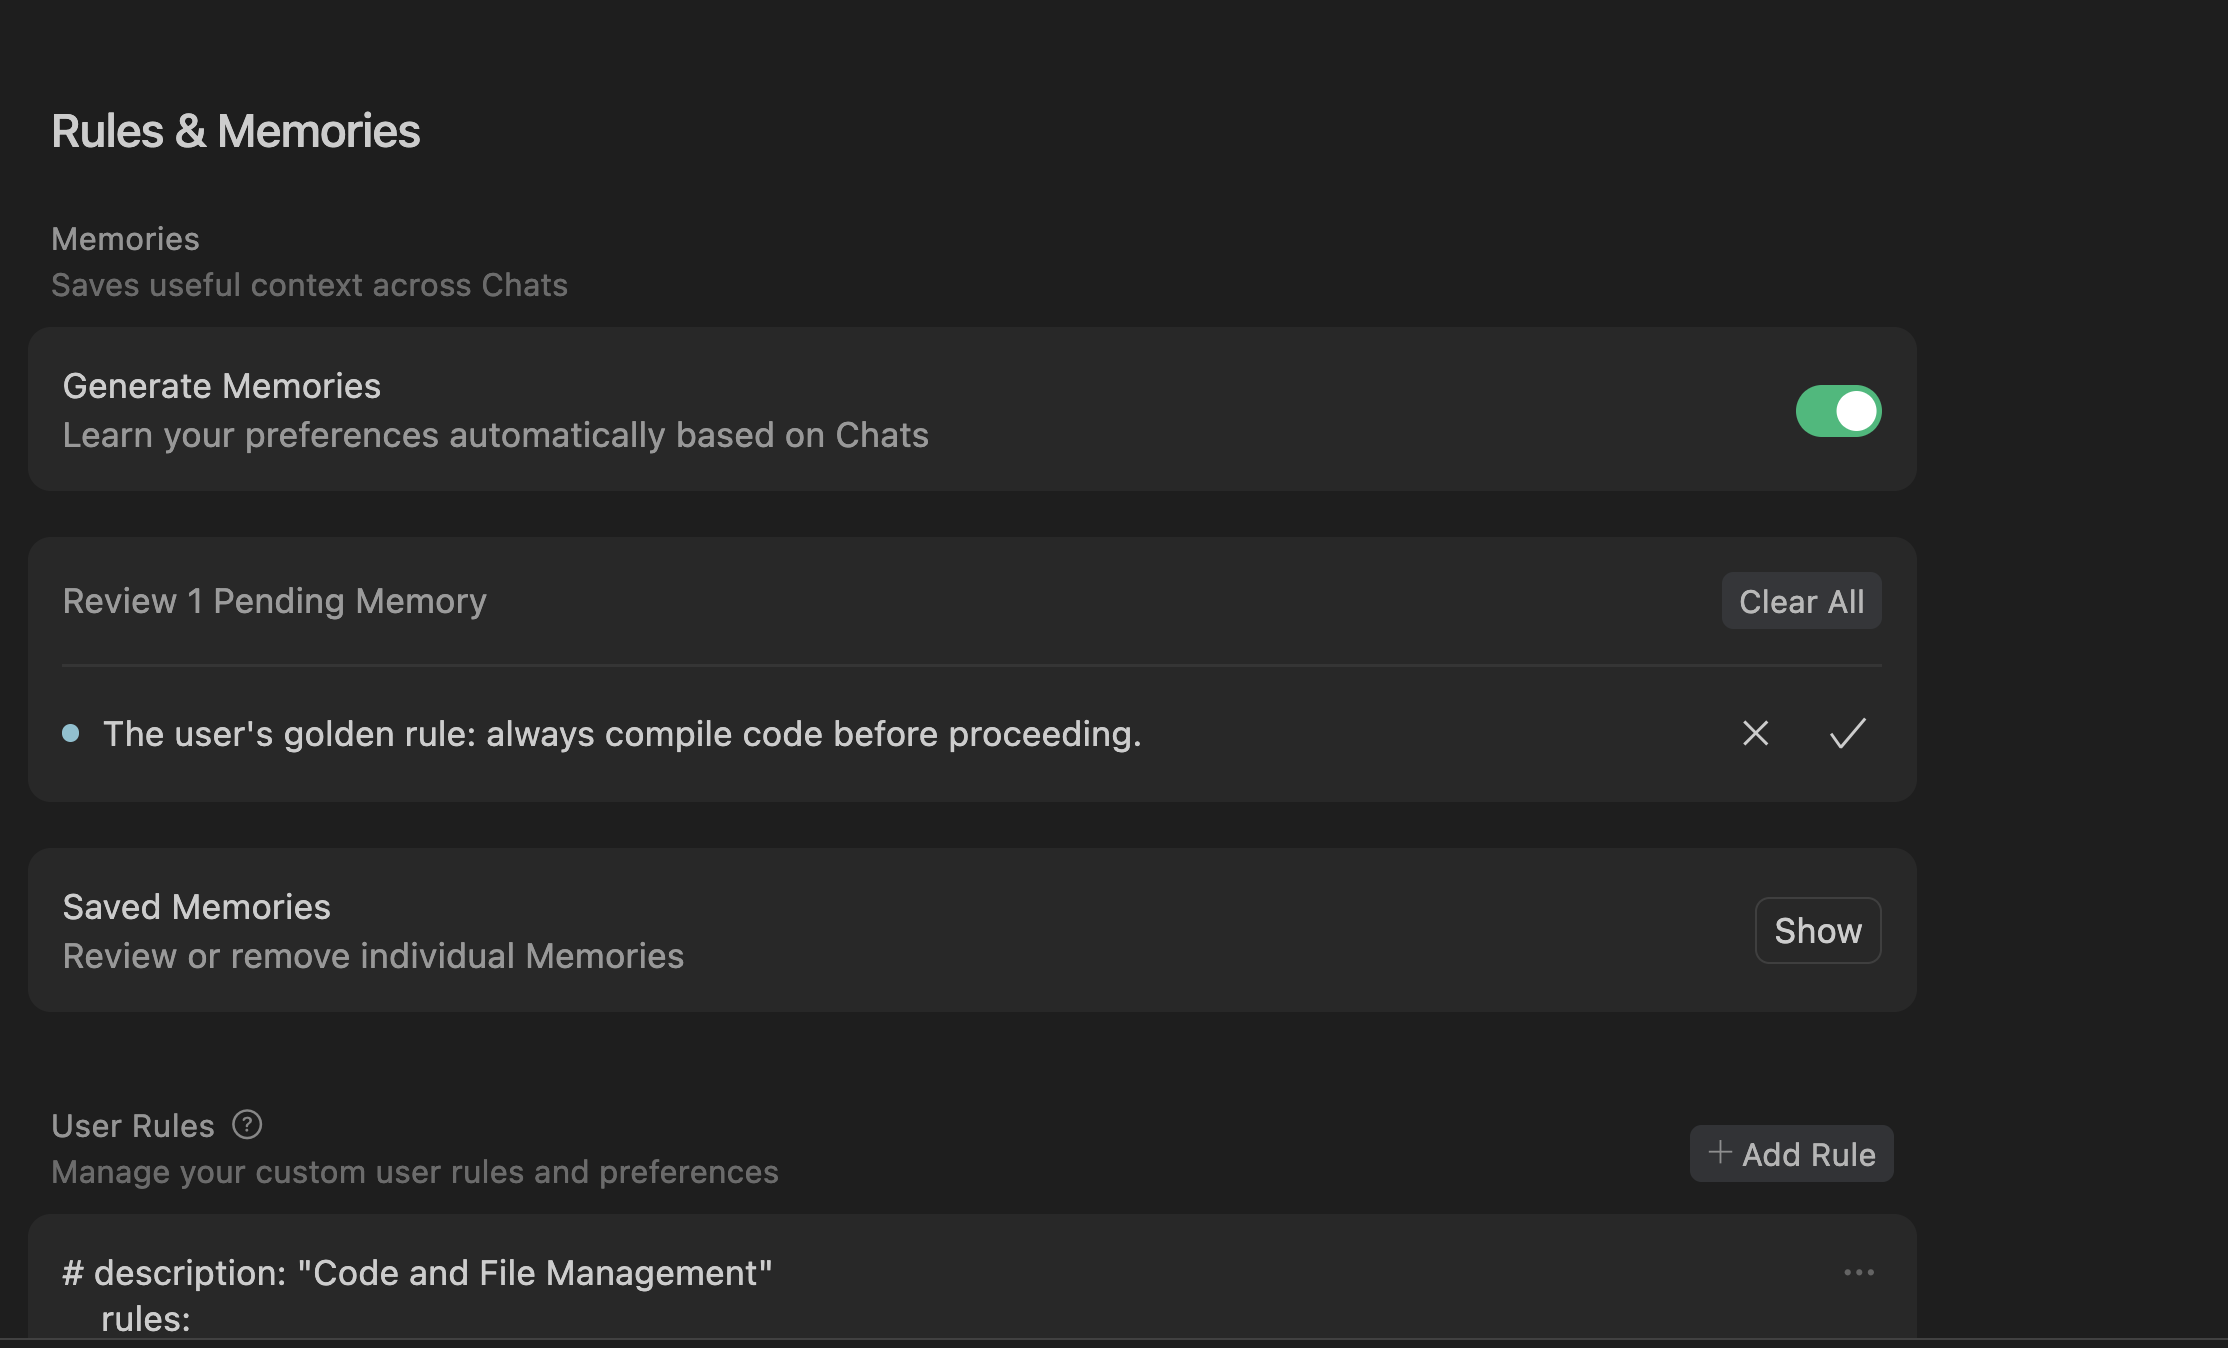 Rules & Memories
Memories
Saves useful context across Chats
Generate Memories
Learn your preferences automatically based on Chats
Review 1 Pending Memory
Clear All
The user's golden rule: always compile code before proceeding.
Saved Memories
Review or remove individual Memories
Show
User Rules
Manage your custom user rules and preferences
Add Rule
# description: "Code and File Management"
rules: